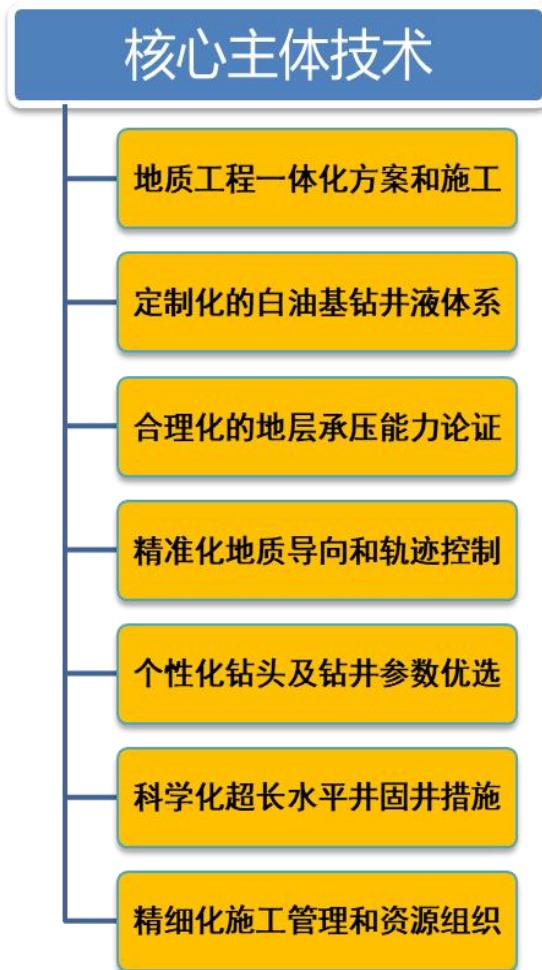 核心主体技术
地质工程一体化方案和施工
定制化的白油基钻井液体系
合理化的地层承压能力论证
精准化地质导向和轨迹控制
个性化钻头及钻井参数优选
科学化超长水平井固井措施
精细化施工管理和资源组织